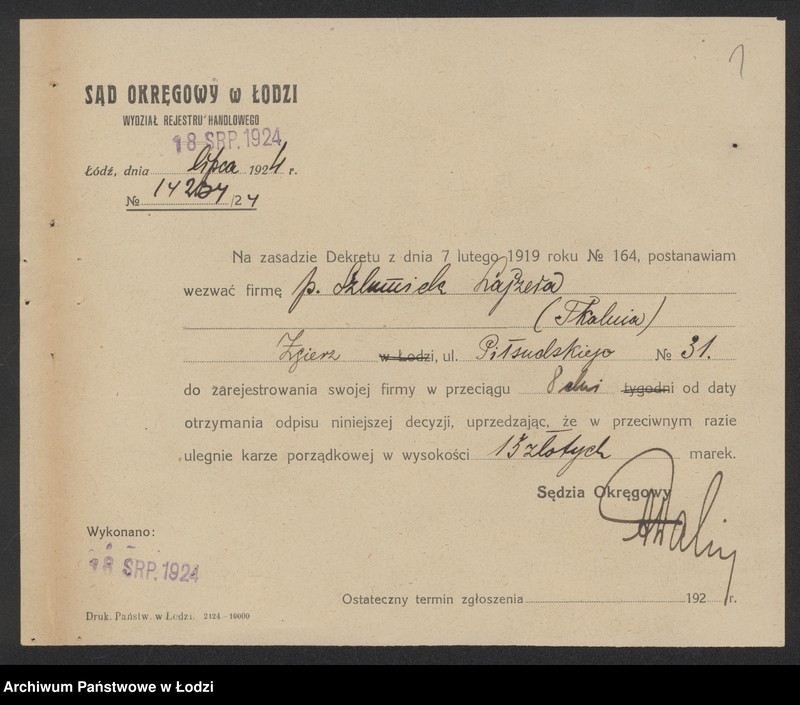 SĄD OKRĘGOWY w ŁODZI
WYDZIAŁ REJESTRU HANDLOWEGO
18 SRP. 1924
Łódź, dnia lipca 1924 r.
№ /24
Na zasadzie Dekretu z dnia 7 lutego 1919 roku № 164, postanawiam
wezwać firmę p.
(Tkalnia)
Zgierz w Łodzi, ul. Piłsudskiego № 31.
do zarejestrowania swojej firmy w przeciągu 8 dni tygodni od daty
otrzymania odpisu niniejszej decyzji, uprzedzając, że w przeciwnym razie
ulegnie karze porządkowej w wysokości 15 złotych marek.
Sędzia Okręgowy
Wykonano:
18 SRP. 1924
Ostateczny termin zgłoszenia 192 r.
Druk. Państw. w Łodzi. 2124-10000
Archiwum Państwowe w Łodzi